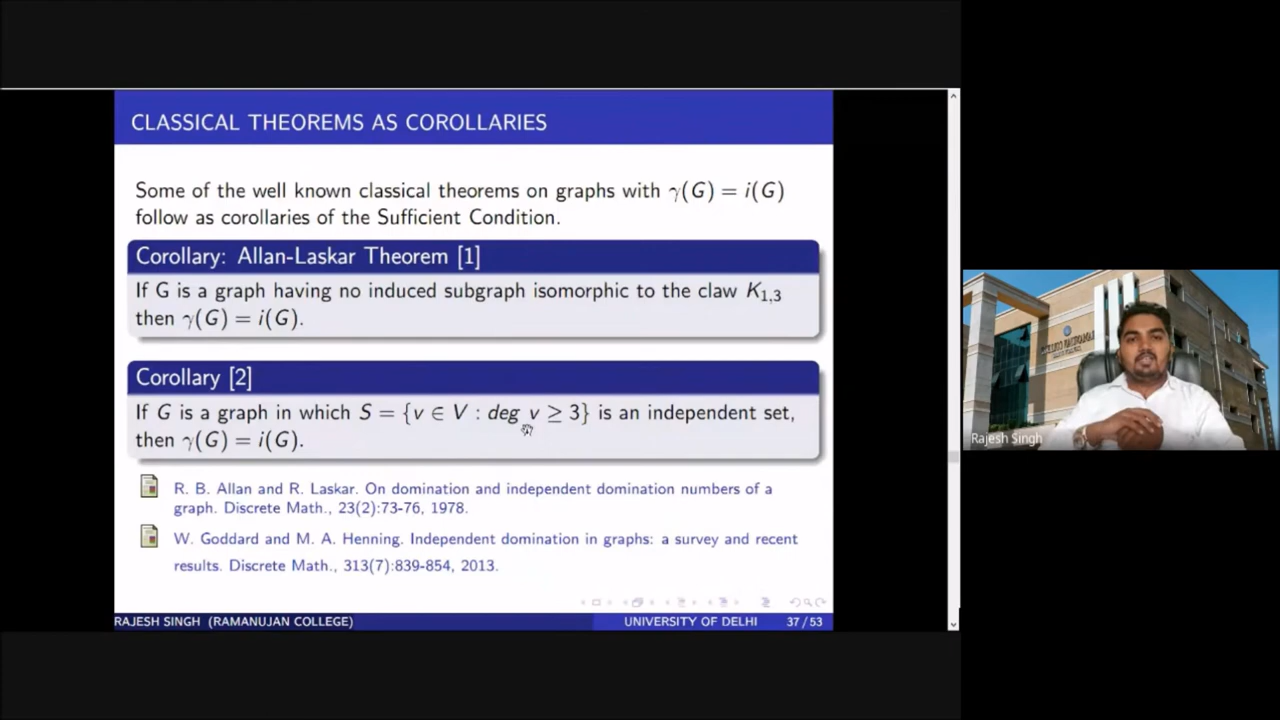 CLASSICAL THEOREMS AS COROLLARIES
Some of the well known classical theorems on graphs with γ(G) = i(G)
follow as corollaries of the Sufficient Condition.
Corollary: Allan-Laskar Theorem [1]
If G is a graph having no induced subgraph isomorphic to the claw K1,3
then γ(G) = i(G).
Corollary [2]
If G is a graph in which S = {v ∈ V : deg v ≥ 3} is an independent set,
then γ(G) = i(G).
R. B. Allan and R. Laskar. On domination and independent domination numbers of a
graph. Discrete Math., 23(2):73-76, 1978.
W. Goddard and M. A. Henning. Independent domination in graphs: a survey and recent
results. Discrete Math., 313(7):839-854, 2013.
RAJESH SINGH (RAMANUJAN COLLEGE) UNIVERSITY OF DELHI 37 / 53
Rajesh Singh